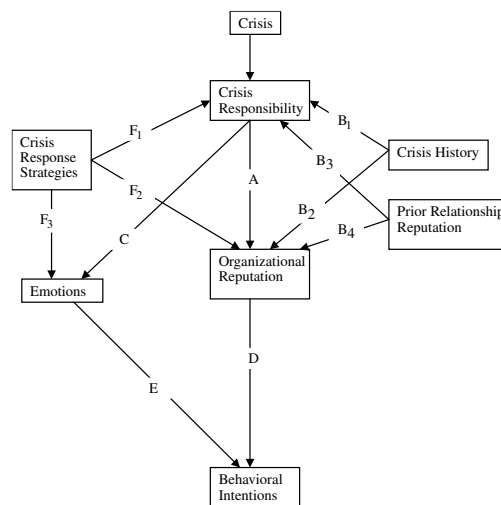 Crisis
Crisis
Responsibility
F1
B1
Crisis
Response
Strategies
Crisis History
B3
A
F2
B2
Prior Relationship
Reputation
F3
C
B4
Organizational
Reputation
Emotions
D
E
Behavioral
Intentions